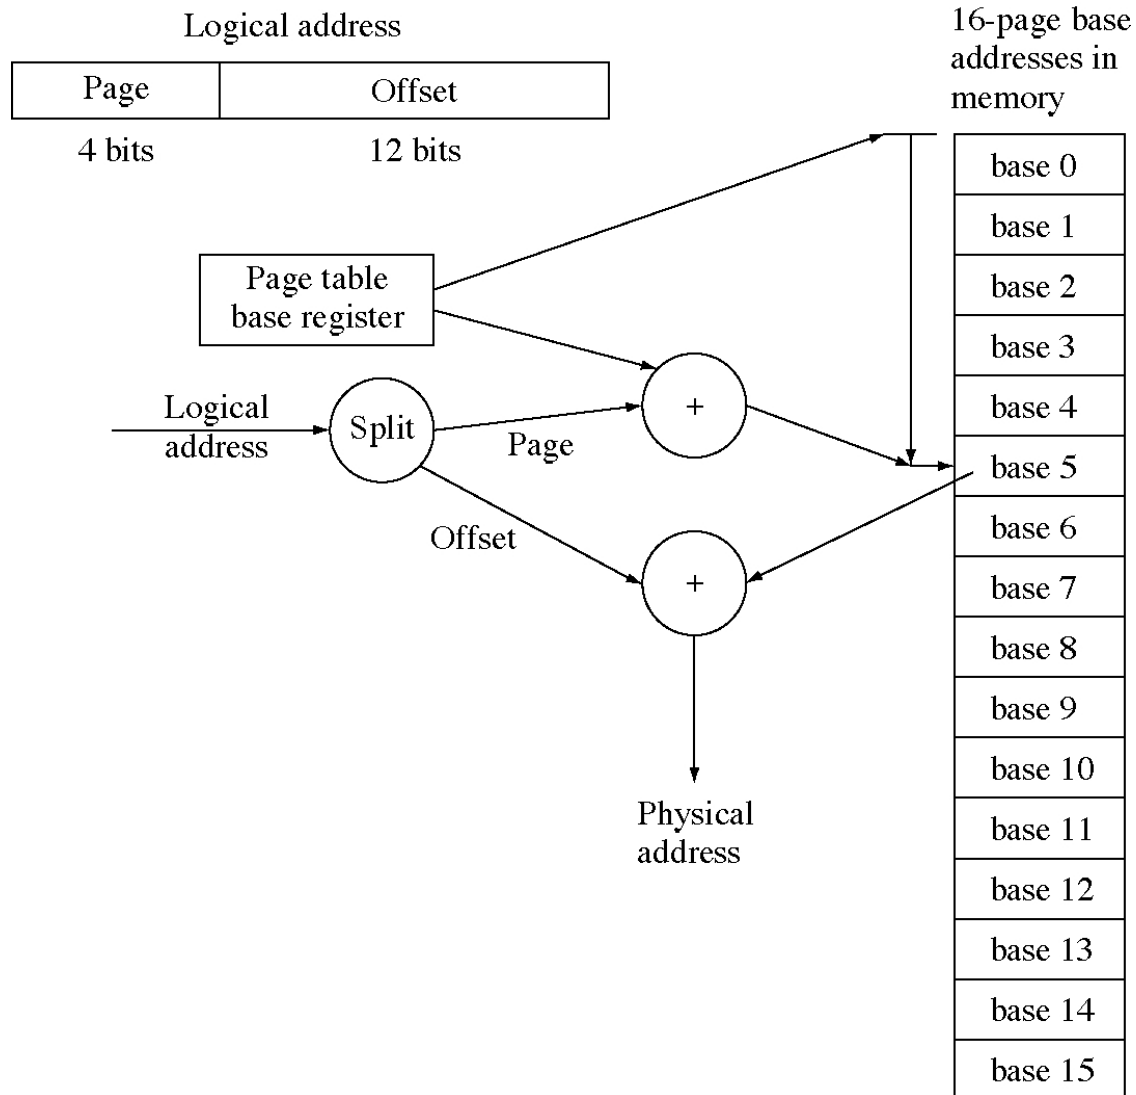 Logical address
Page
Offset
4 bits
12 bits
16-page base
addresses in
memory
Page table
base register
Logical
address
Split
Page
Offset
+
+
Physical
address
base 0
base 1
base 2
base 3
base 4
base 5
base 6
base 7
base 8
base 9
base 10
base 11
base 12
base 13
base 14
base 15